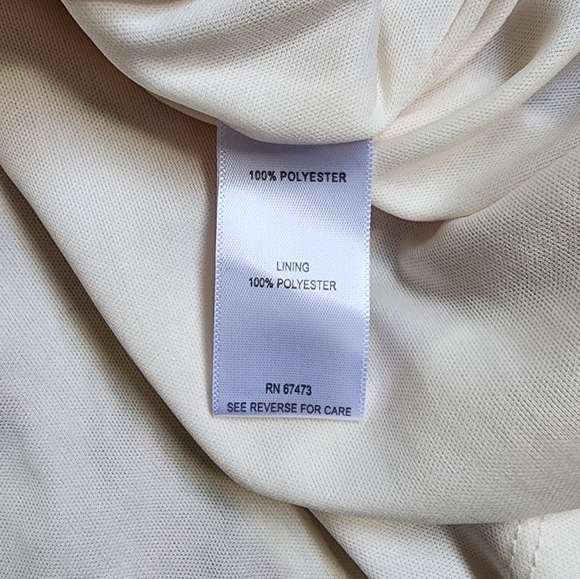 100% POLYESTER
LINING
100% POLYESTER
RN 67473
SEE REVERSE FOR CARE